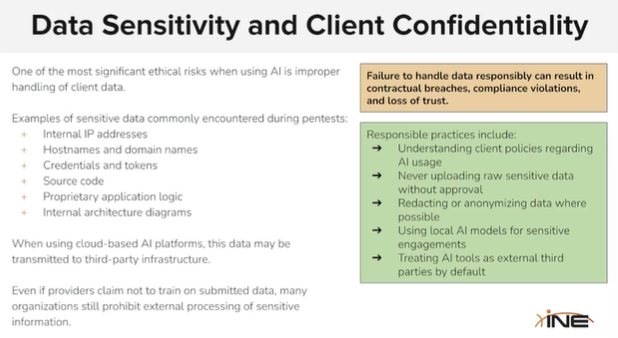 Data Sensitivity and Client Confidentiality
One of the most significant ethical risks when using AI is improper
handling of client data.
Examples of sensitive data commonly encountered during pentests:
+ Internal IP addresses
+ Hostnames and domain names
+ Credentials and tokens
+ Source code
+ Proprietary application logic
+ Internal architecture diagrams
When using cloud-based AI platforms, this data may be
transmitted to third-party infrastructure.
Even if providers claim not to train on submitted data, many
organizations still prohibit external processing of sensitive
information.
Failure to handle data responsibly can result in
contractual breaches, compliance violations,
and loss of trust.
Responsible practices include:
➔ Understanding client policies regarding
AI usage
➔ Never uploading raw sensitive data
without approval
➔ Redacting or anonymizing data where
possible
➔ Using local AI models for sensitive
engagements
➔ Treating AI tools as external third
parties by default
INE